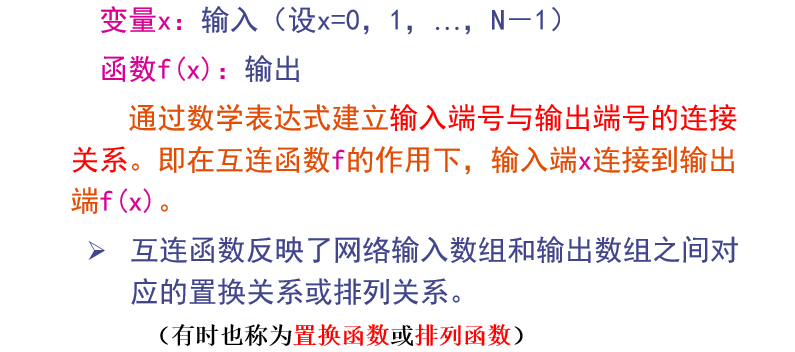 变量x：输入（设x=0，1，…，N－1）
函数f(x)：输出
通过数学表达式建立输入端号与输出端号的连接
关系。即在互连函数f的作用下，输入端x连接到输出
端f(x)。
➢ 互连函数反映了网络输入数组和输出数组之间对
应的置换关系或排列关系。
（有时也称为置换函数或排列函数）